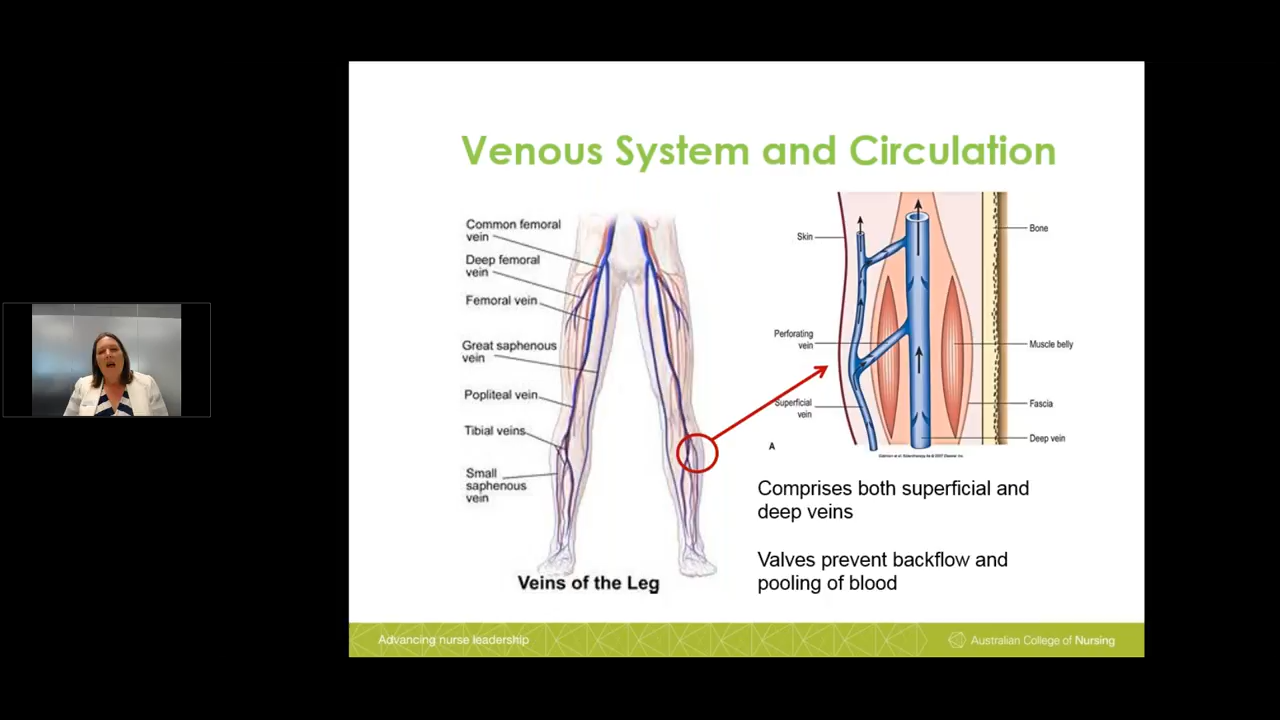 Venous System and Circulation
Common femoral
vein
Deep femoral
vein
Femoral vein
Great saphenous
vein
Popliteal vein
Tibial veins
Small
saphenous
vein
Veins of the Leg
Skin
Perforating
vein
Superficial
vein
A
Bone
Muscle belly
Fascia
Deep vein
Comprises both superficial and
deep veins
Valves prevent backflow and
pooling of blood
Advancing nurse leadership
Australian College of Nursing